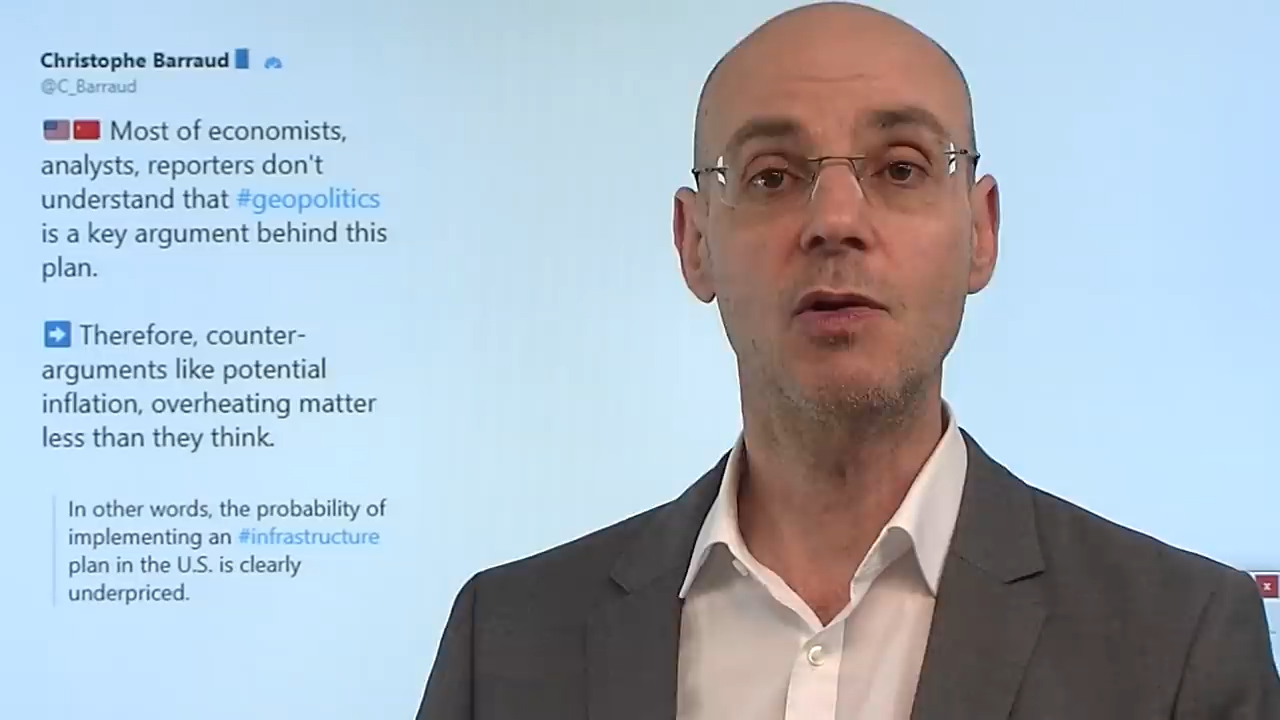 Christophe Barraud
@C_Barraud
Most of economists,
analysts, reporters don't
understand that #geopolitics
is a key argument behind this
plan.
Therefore, counter-
arguments like potential
inflation, overheating matter
less than they think.
In other words, the probability of
implementing an #infrastructure
plan in the U.S. is clearly
underpriced.
x